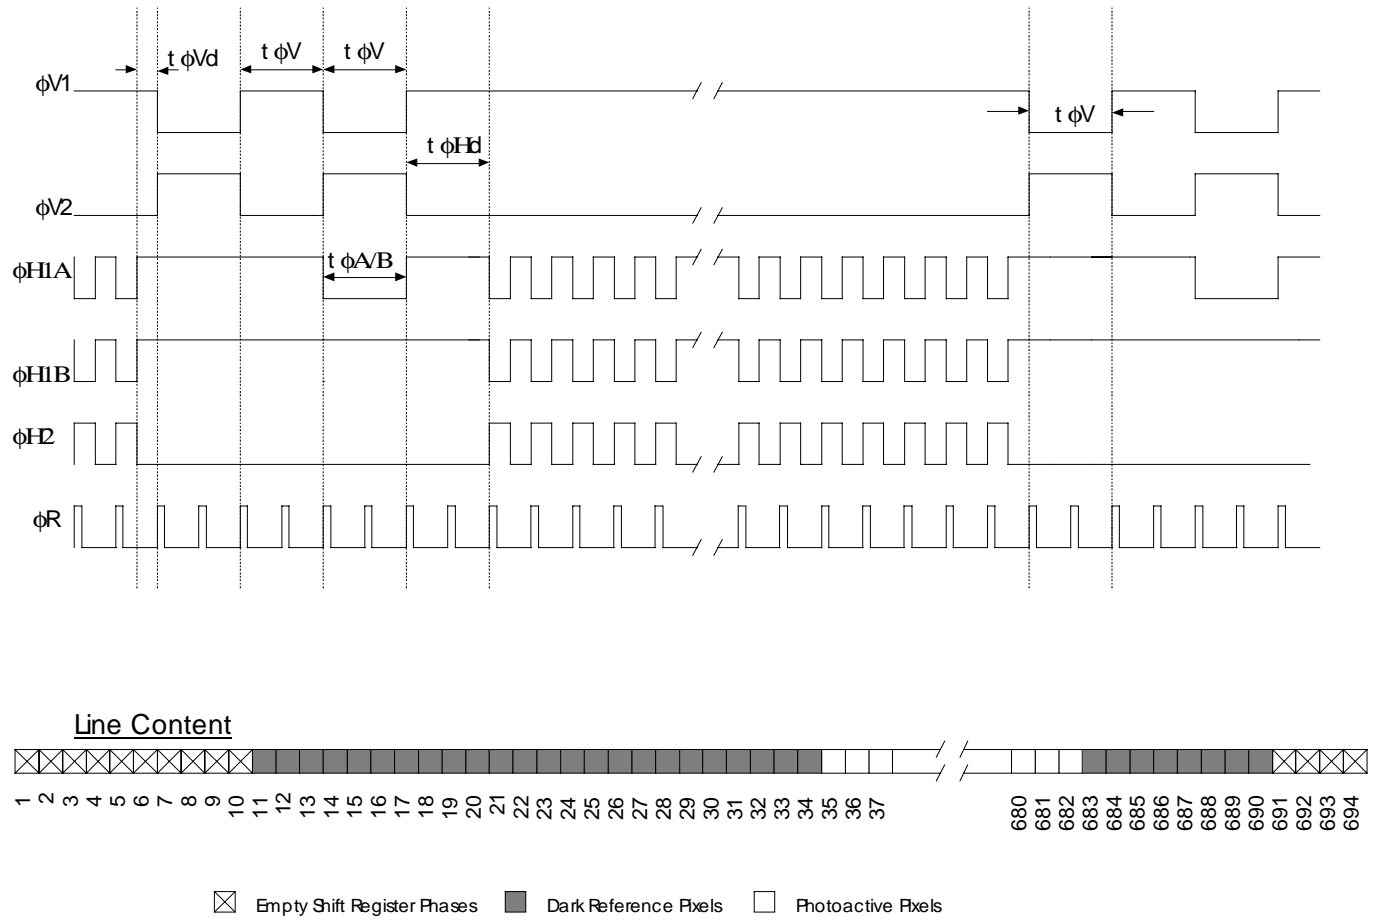 t ϕVd
t ϕV
t ϕV
ϕV1
t ϕV
t ϕHd
ϕV2
ϕH1A
t ϕA/B
ϕH1B
ϕH2
ϕR
Line Content
1 2 3 4 5 6 7 8 9 10 11 12 13 14 15 16 17 18 19 20 21 22 23 24 25 26 27 28 29 30 31 32 33 34 35 36 37 680 681 682 683 684 685 686 687 688 689 690 691 692 693 694
Empty Shift Register Phases Dark Reference Pixels Photoactive Pixels